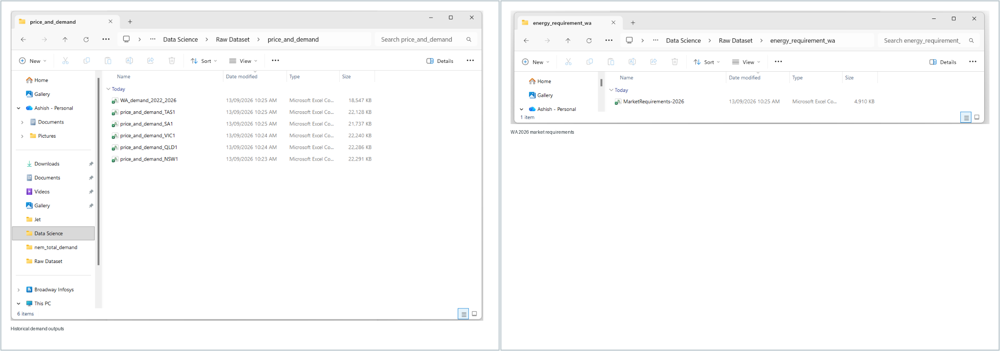 price_and_demand
Data Science
Raw Dataset
price_and_demand
Search price_and_demand
New
Sort
View
Details
Name
Date modified
Type
Size
Home
Gallery
Ashish - Personal
Documents
Pictures
Downloads
Documents
Videos
Gallery
Jet
Data Science
nem_total_demand
Raw Dataset
Broadway Infosys
This PC
Today
WA_demand_2022_2026 13/09/2026 10:25 AM Microsoft Excel Co... 18,547 KB
price_and_demand_TAS1 13/09/2026 10:25 AM Microsoft Excel Co... 22,128 KB
price_and_demand_SA1 13/09/2026 10:25 AM Microsoft Excel Co... 21,737 KB
price_and_demand_VIC1 13/09/2026 10:24 AM Microsoft Excel Co... 22,240 KB
price_and_demand_QLD1 13/09/2026 10:24 AM Microsoft Excel Co... 22,286 KB
price_and_demand_NSW1 13/09/2026 10:23 AM Microsoft Excel Co... 22,291 KB
6 items
Historical demand outputs
energy_requirement_wa
Data Science
Raw Dataset
energy_requirement_wa
Search energy_requirement_
New
Sort
View
Details
Name
Date modified
Type
Size
Home
Gallery
Ashish - Personal
Today
MarketRequirements-2026 13/09/2026 10:25 AM Microsoft Excel Co... 4,910 KB
1 item
WA 2026 market requirements